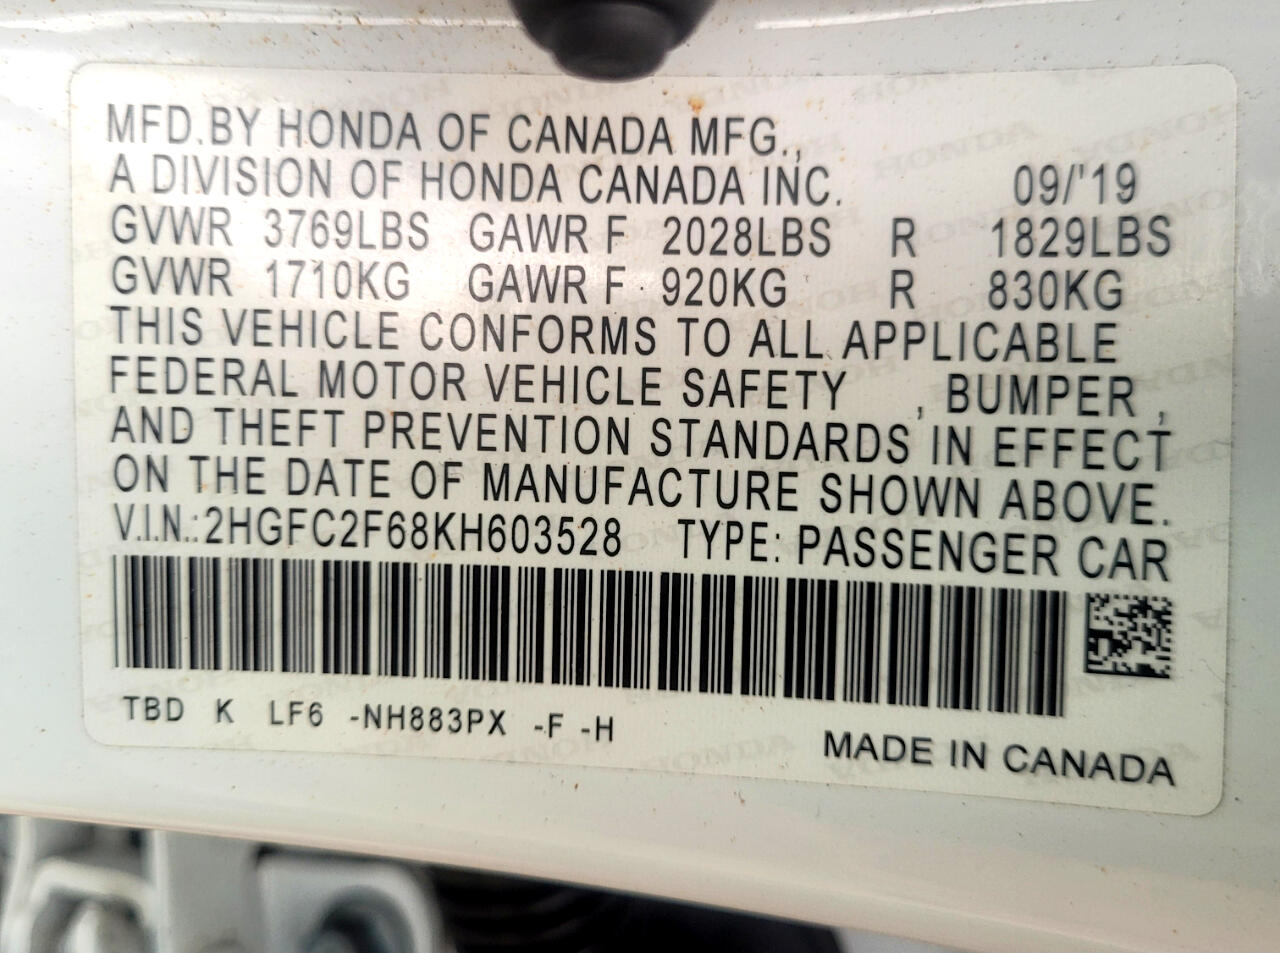 MFD.BY HONDA OF CANADA MFG.,
A DIVISION OF HONDA CANADA INC. 09/'19
GVWR 3769LBS GAWR F 2028LBS R 1829LBS
GVWR 1710KG GAWR F 920KG R 830KG
THIS VEHICLE CONFORMS TO ALL APPLICABLE
FEDERAL MOTOR VEHICLE SAFETY , BUMPER ,
AND THEFT PREVENTION STANDARDS IN EFFECT
ON THE DATE OF MANUFACTURE SHOWN ABOVE.
V.I.N.:2HGFC2F68KH603528 TYPE: PASSENGER CAR
TBD K LF6 -NH883PX -F -H
MADE IN CANADA